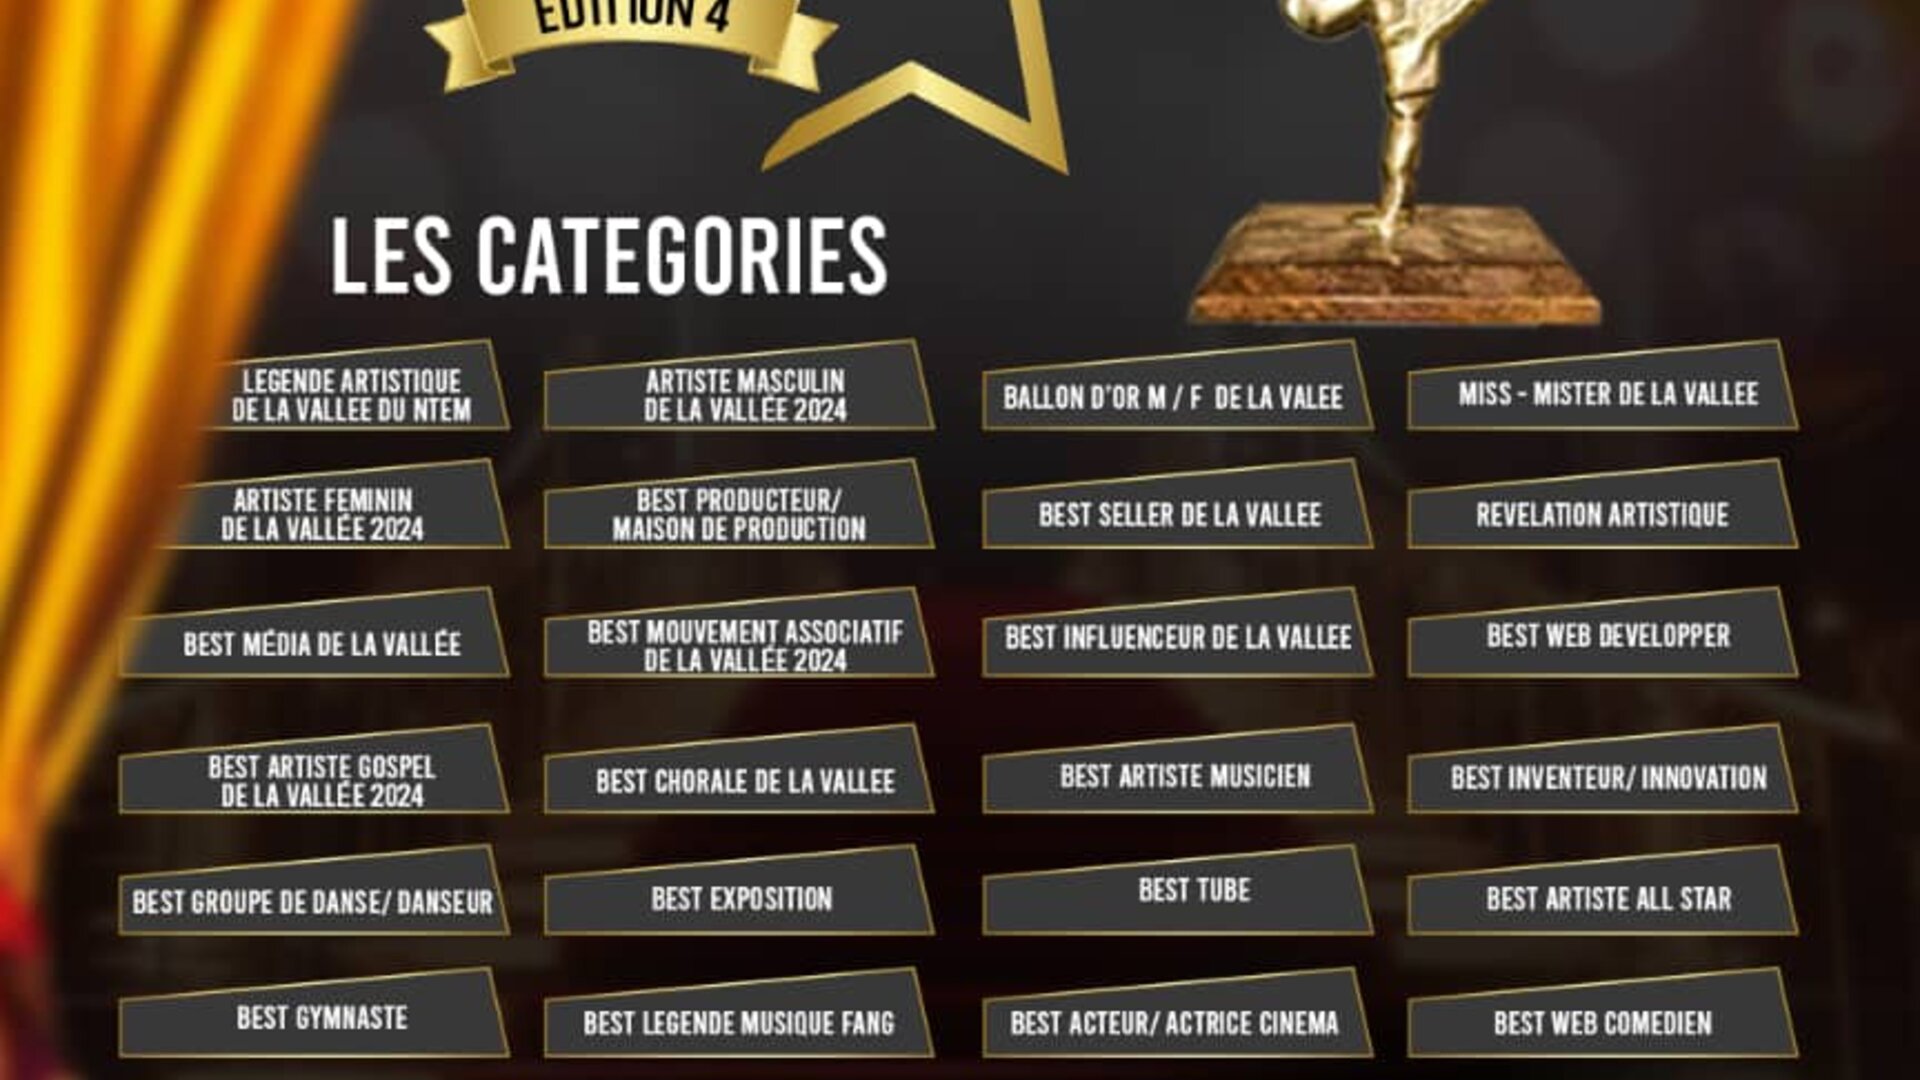 EDITION 4
LES CATEGORIES
LEGENDE ARTISTIQUE
DE LA VALLEE DU NTEM
ARTISTE MASCULIN
DE LA VALLÉE 2024
BALLON D'OR M / F DE LA VALEE
MISS - MISTER DE LA VALLEE
ARTISTE FEMININ
DE LA VALLÉE 2024
BEST PRODUCTEUR/
MAISON DE PRODUCTION
BEST SELLER DE LA VALLEE
REVELATION ARTISTIQUE
BEST MÉDIA DE LA VALLÉE
BEST MOUVEMENT ASSOCIATIF
DE LA VALLÉE 2024
BEST INFLUENCEUR DE LA VALLEE
BEST WEB DEVELOPPER
BEST ARTISTE GOSPEL
DE LA VALLÉE 2024
BEST CHORALE DE LA VALLEE
BEST ARTISTE MUSICIEN
BEST INVENTEUR/ INNOVATION
BEST GROUPE DE DANSE/ DANSEUR
BEST EXPOSITION
BEST TUBE
BEST ARTISTE ALL STAR
BEST GYMNASTE
BEST LEGENDE MUSIQUE FANG
BEST ACTEUR/ ACTRICE CINEMA
BEST WEB COMEDIEN